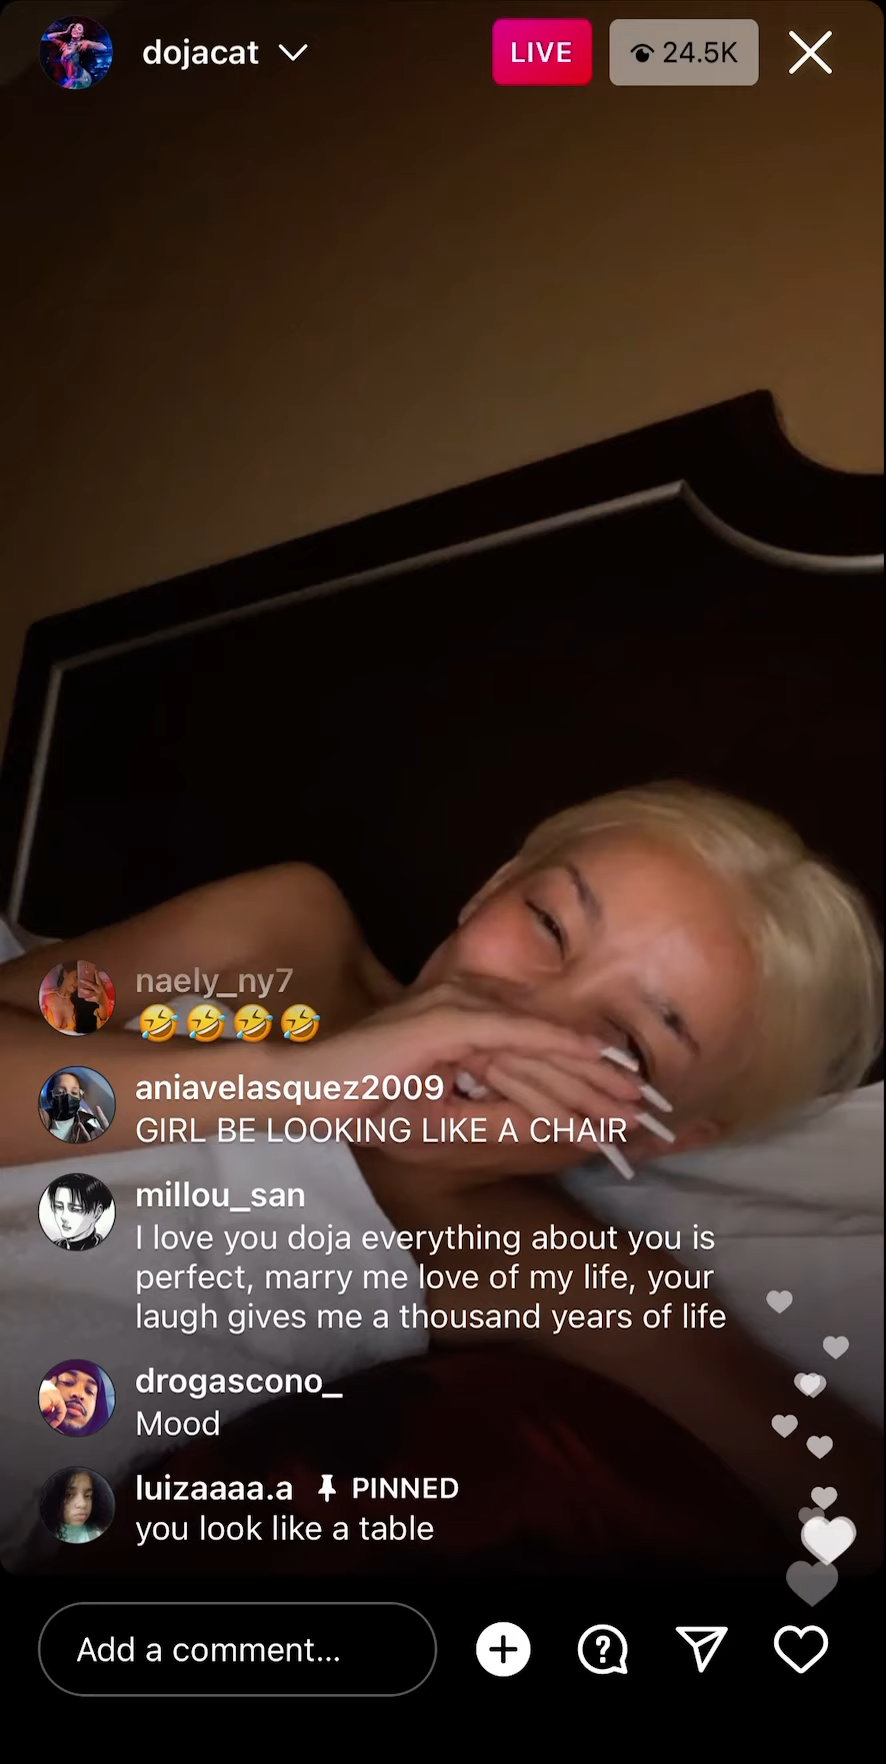 dojacat
LIVE
24.5K
naely_ny7
🤣🤣🤣🤣
aniavelasquez2009
GIRL BE LOOKING LIKE A CHAIR
millou_san
I love you doja everything about you is
perfect, marry me love of my life, your
laugh gives me a thousand years of life
drogascono_
Mood
luizaaaa.a PINNED
you look like a table
Add a comment...